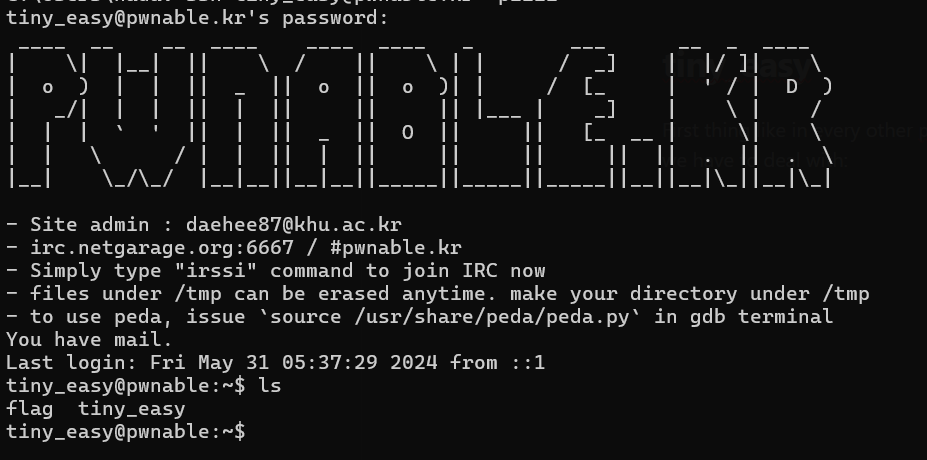 tiny_easy@pwnable.kr's password:
- Site admin : daehee87@khu.ac.kr
- irc.netgarage.org:6667 / #pwnable.kr
- Simply type "irssi" command to join IRC now
- files under /tmp can be erased anytime. make your directory under /tmp
- to use peda, issue `source /usr/share/peda/peda.py` in gdb terminal
You have mail.
Last login: Fri May 31 05:37:29 2024 from ::1
tiny_easy@pwnable:~$ ls
flag  tiny_easy
tiny_easy@pwnable:~$